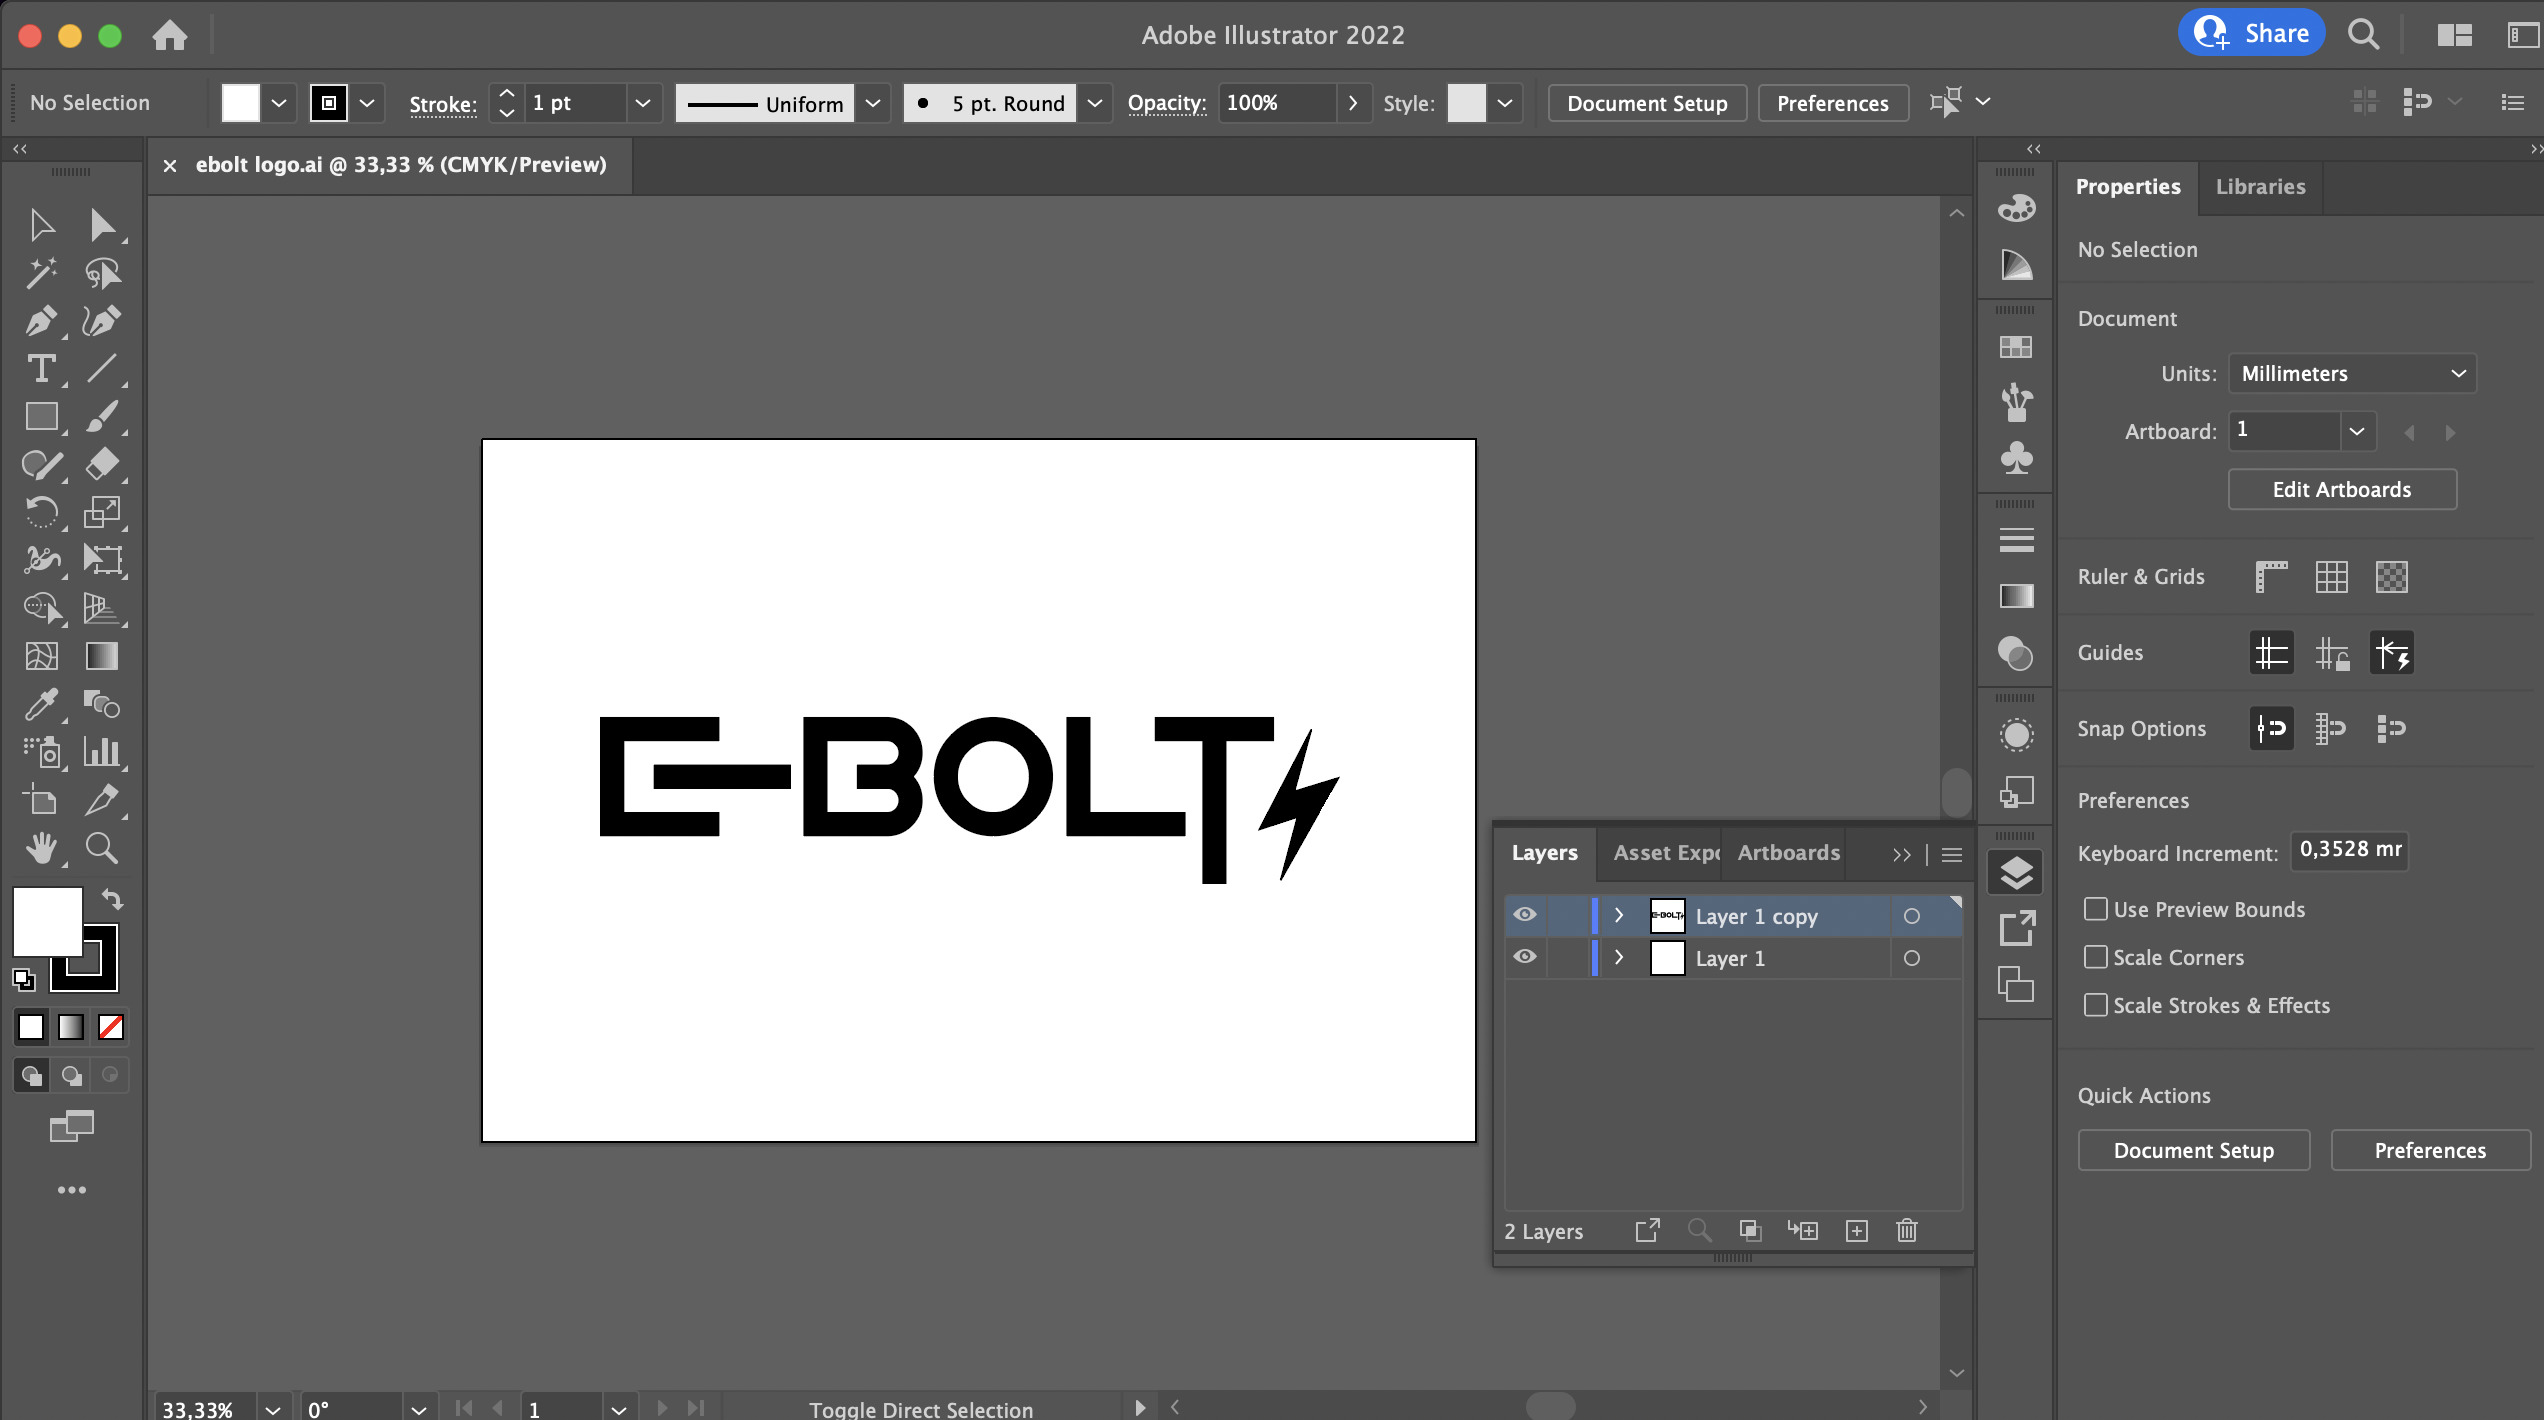 Adobe Illustrator 2022
Share
No Selection
Stroke:
1 pt
Uniform
5 pt. Round
Opacity:
100%
Style:
Document Setup
Preferences
ebolt logo.ai @ 33,33 % (CMYK/Preview)
Properties
Libraries
No Selection
Document
Units:
Millimeters
Artboard:
1
Edit Artboards
Ruler & Grids
Guides
Snap Options
Preferences
Keyboard Increment:
0,3528 mr
Use Preview Bounds
Scale Corners
Scale Strokes & Effects
Quick Actions
Document Setup
Preferences
E-BOLT
Layers
Asset Expo
Artboards
E-BOLT
Layer 1 copy
Layer 1
2 Layers
33,33%
0°
1
Toggle Direct Selection